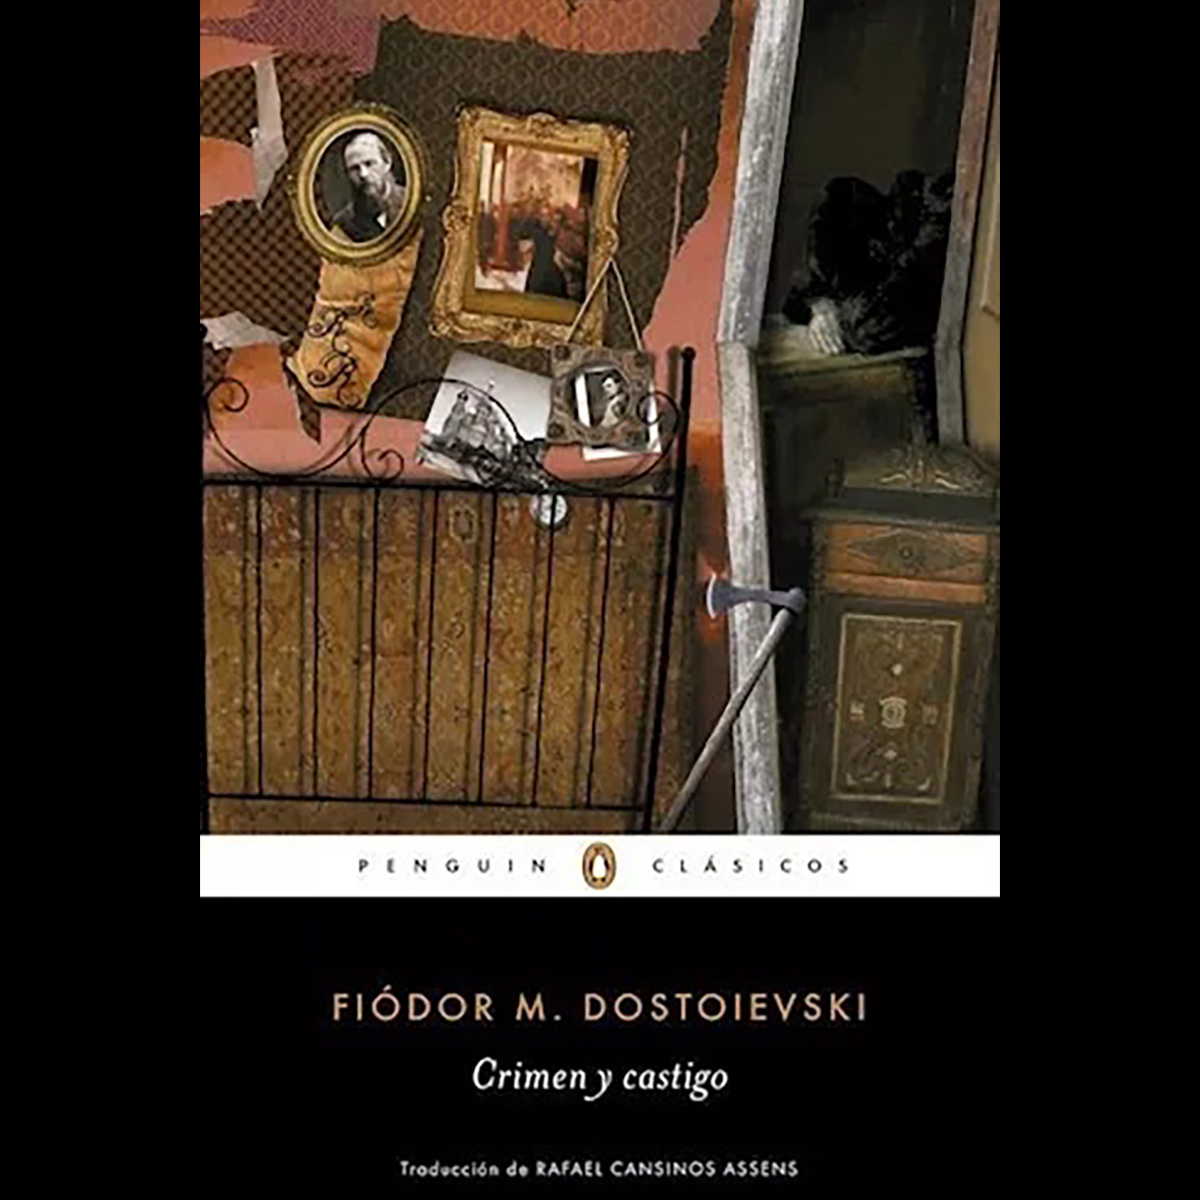 PENGUIN CLÁSICOS
FIÓDOR M. DOSTOIEVSKI
Crimen y castigo
Traducción de RAFAEL CANSINOS ASSENS